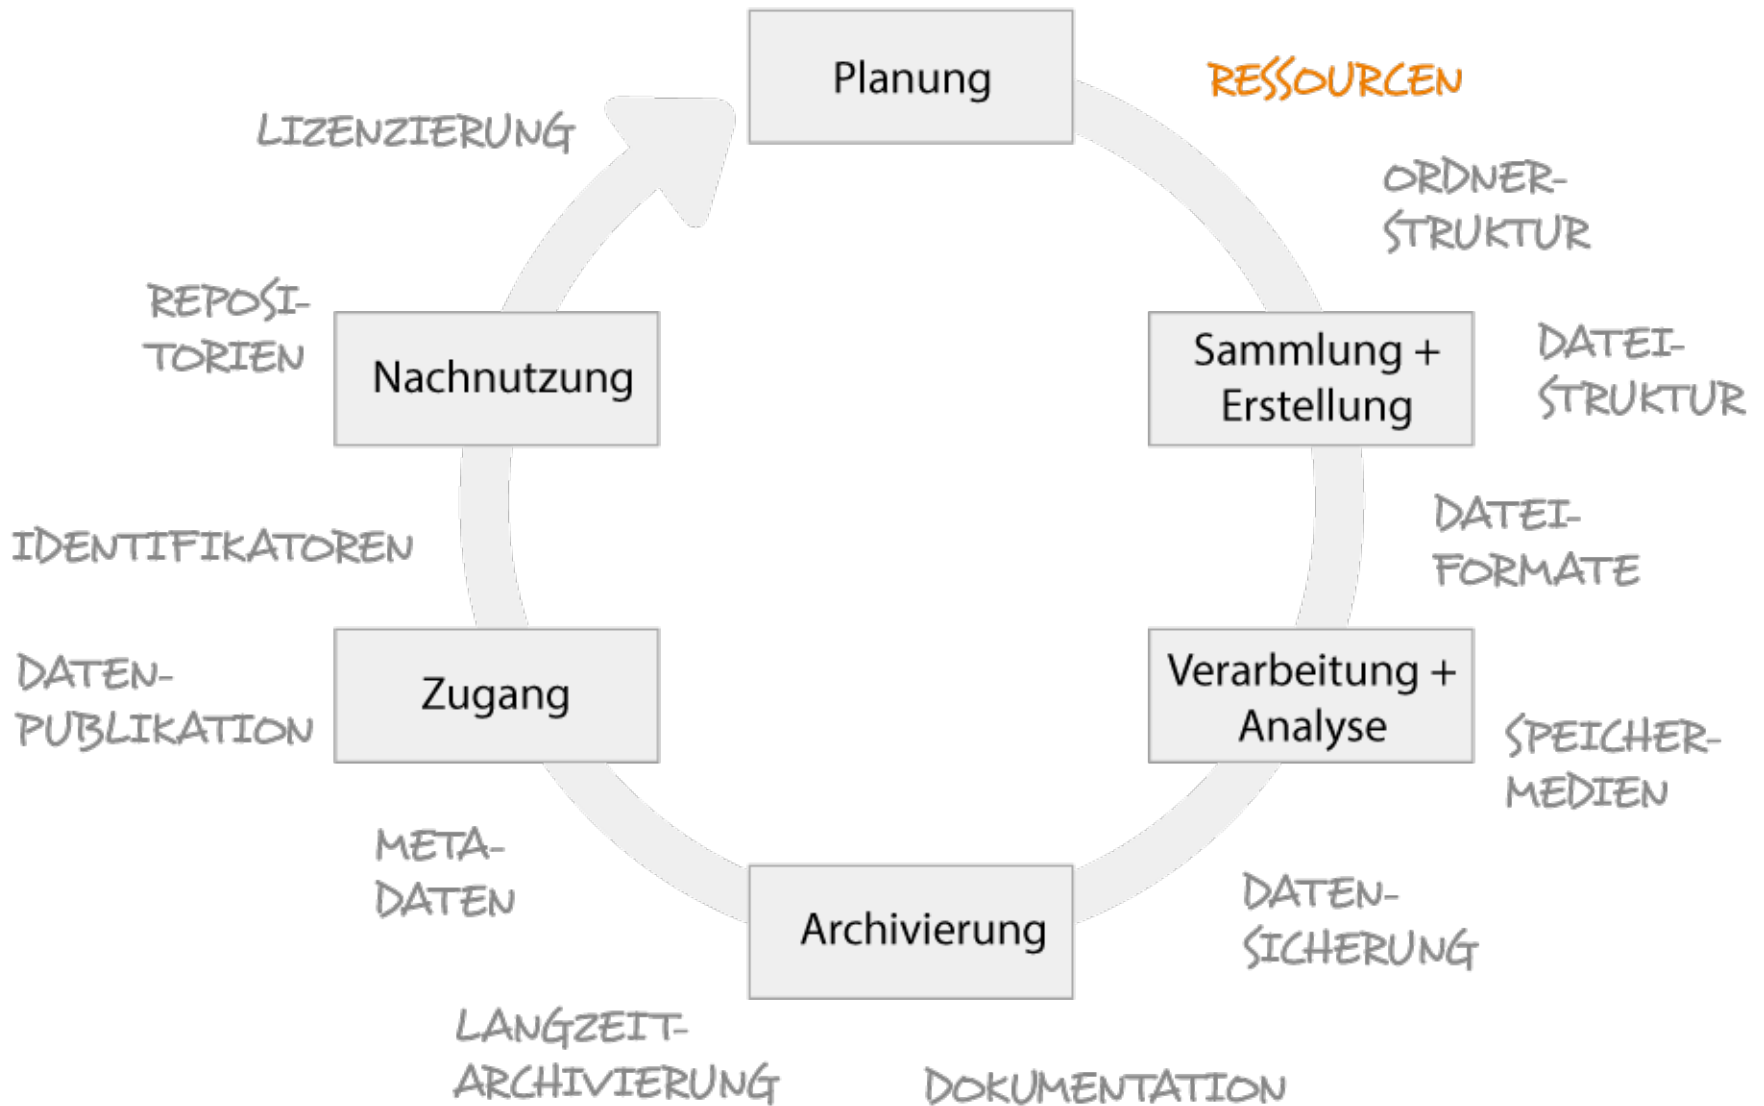 Planung
RESSOURCEN
LIZENZIERUNG
ORDNER-
STRUKTUR
REPOSI-
TORIEN
Nachnutzung
Sammlung +
Erstellung
DATEI-
STRUKTUR
IDENTIFIKATOREN
DATEI-
FORMATE
DATEN-
PUBLIKATION
Zugang
Verarbeitung +
Analyse
SPEICHER-
MEDIEN
META-
DATEN
Archivierung
DATEN-
SICHERUNG
LANGZEIT-
ARCHIVIERUNG
DOKUMENTATION